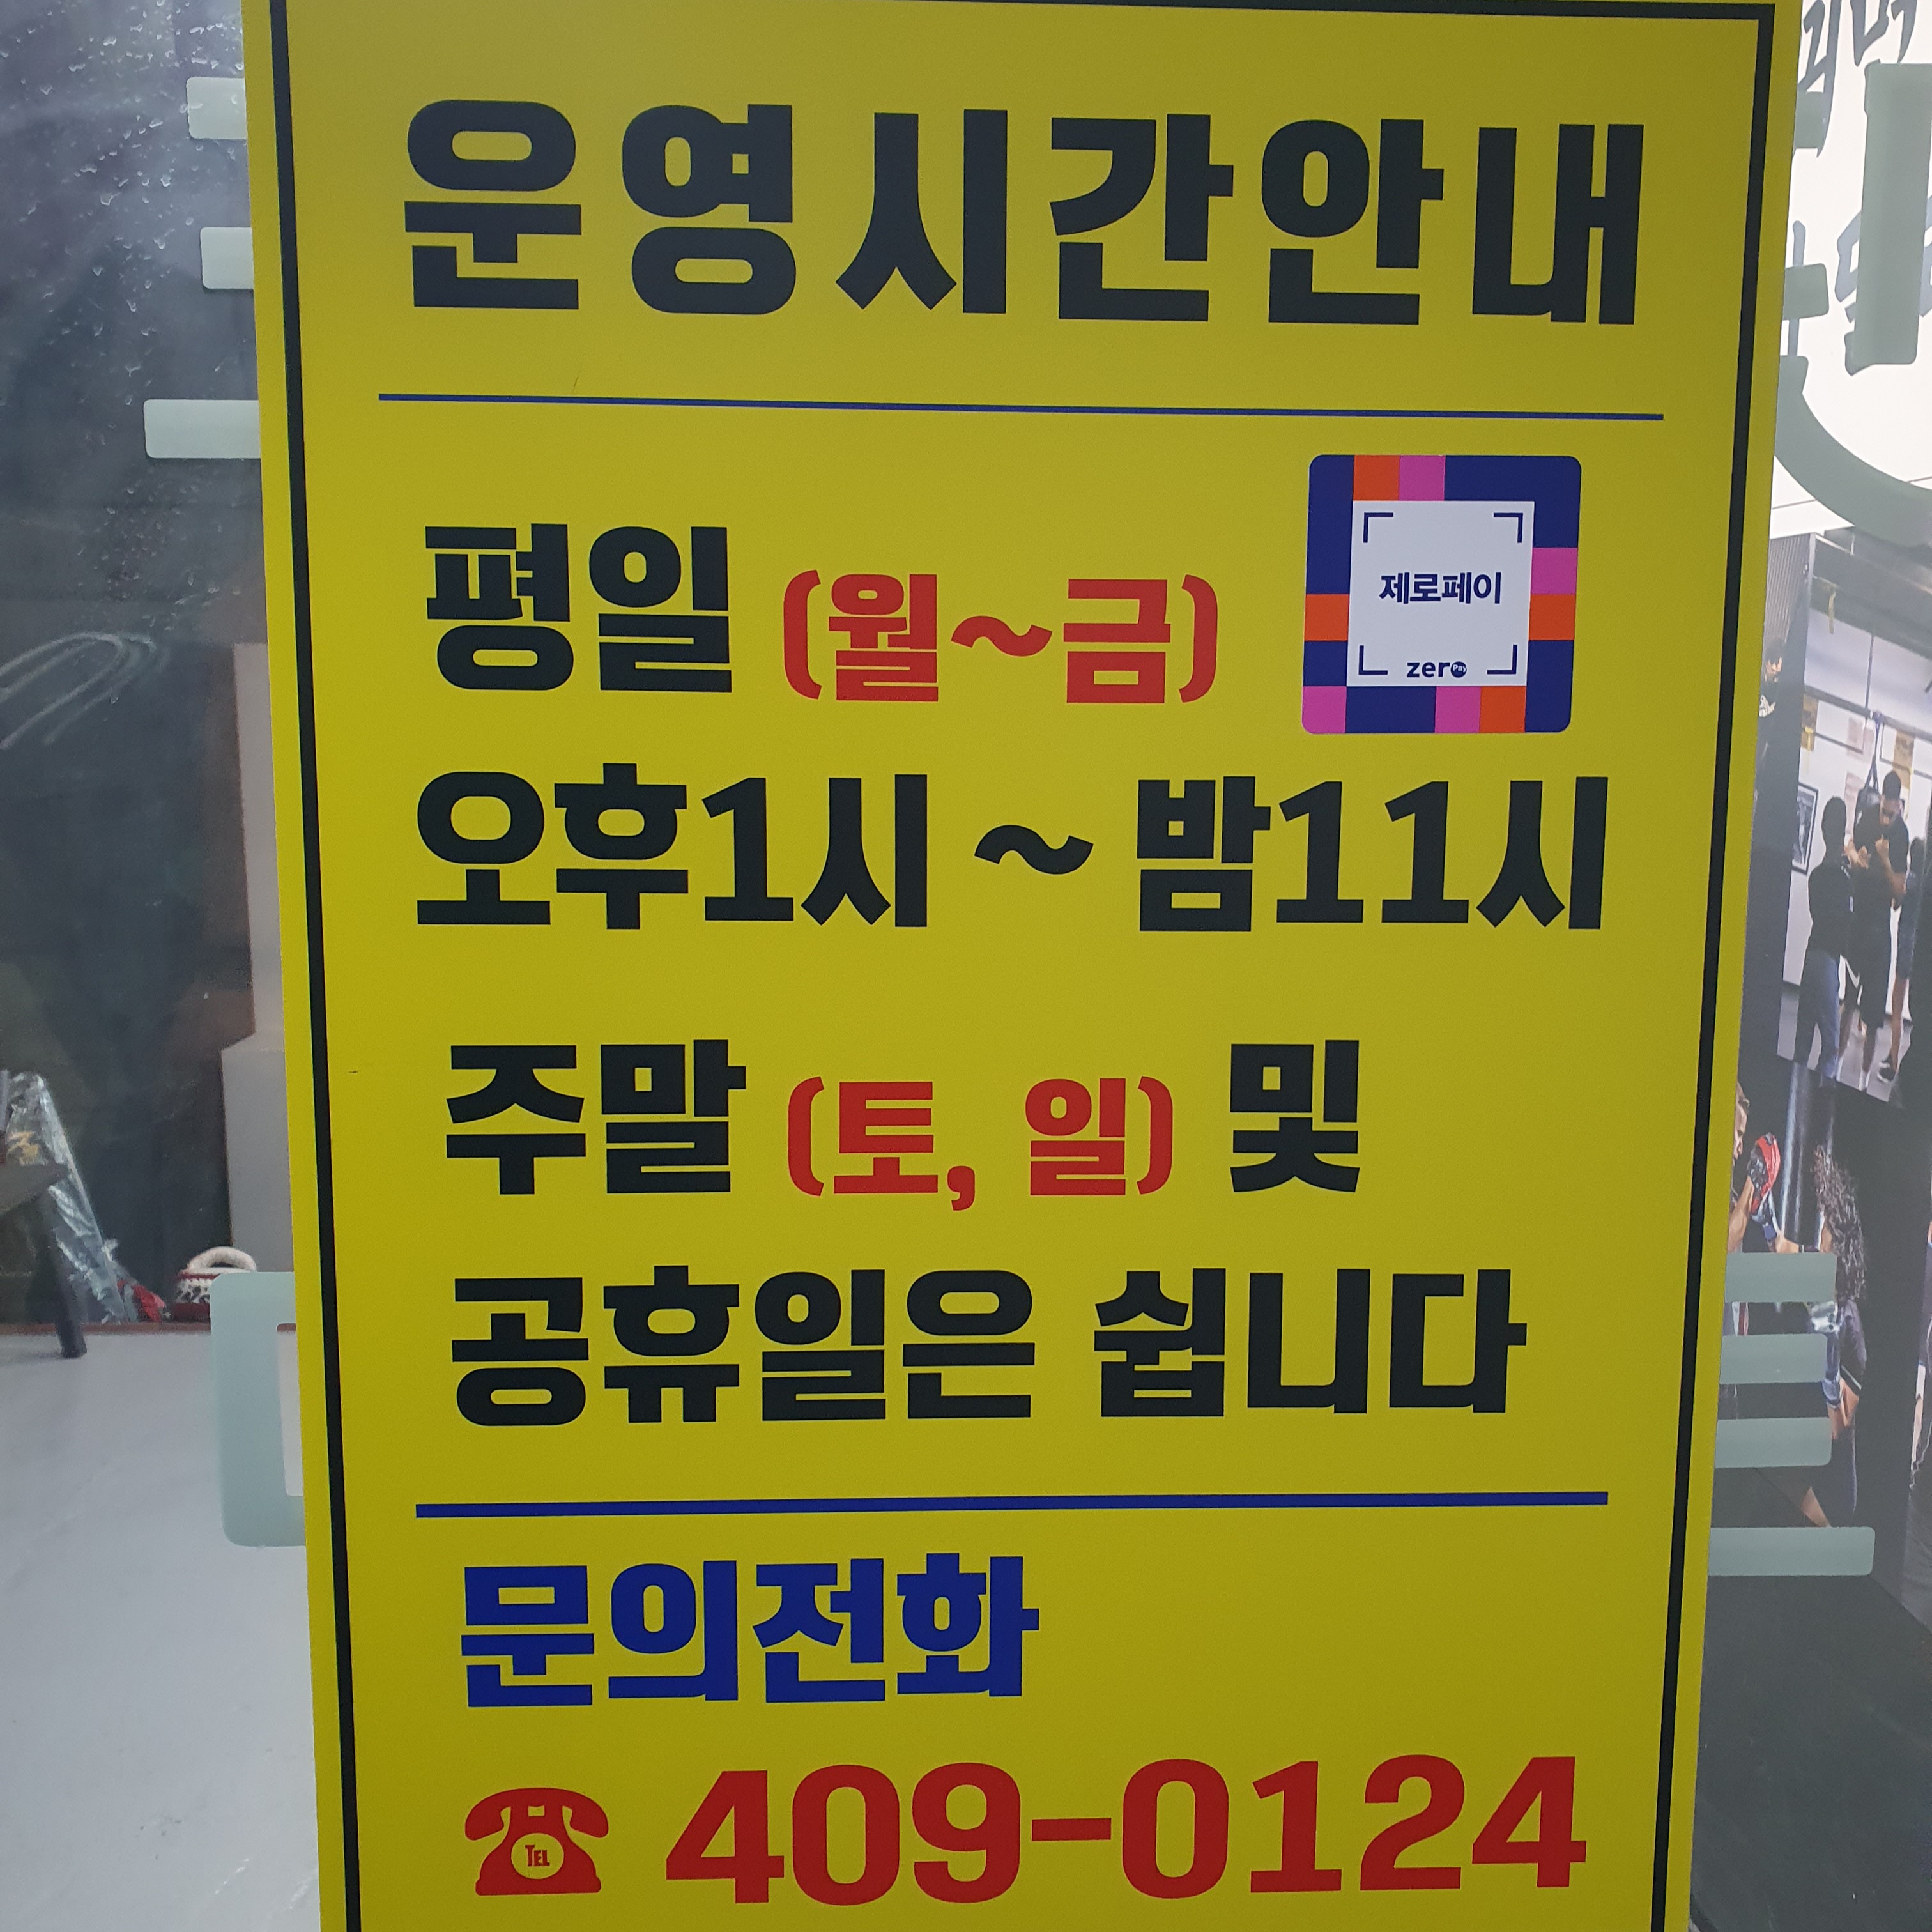 운영시간안내
평일 (월~금)
제로페이
zero Pay
오후1시 ~ 밤11시
주말 (토, 일) 및
공휴일은 쉽니다
문의전화
TEL 409-0124